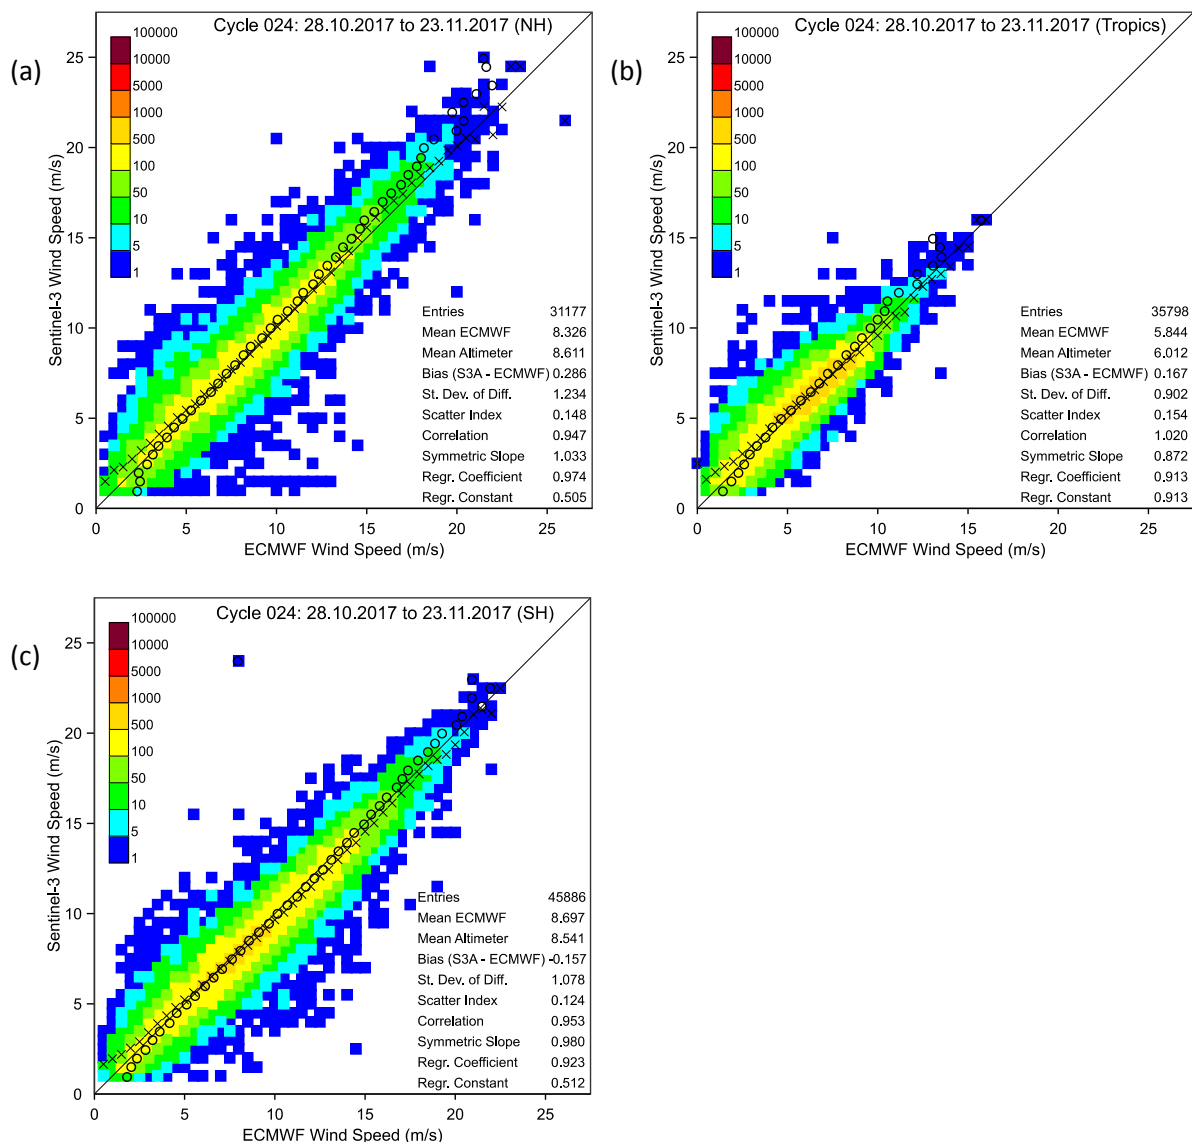 (a)
Cycle 024: 28.10.2017 to 23.11.2017 (NH)
100000
10000
5000
1000
500
100
50
10
5
1
Sentinel-3 Wind Speed (m/s)
25
20
15
10
5
0
Entries 31177
Mean ECMWF 8.326
Mean Altimeter 8.611
Bias (S3A - ECMWF) 0.286
St. Dev. of Diff. 1.234
Scatter Index 0.148
Correlation 0.947
Symmetric Slope 1.033
Regr. Coefficient 0.974
Regr. Constant 0.505
0 5 10 15 20 25
ECMWF Wind Speed (m/s)
(b)
Cycle 024: 28.10.2017 to 23.11.2017 (Tropics)
100000
10000
5000
1000
500
100
50
10
5
1
Sentinel-3 Wind Speed (m/s)
25
20
15
10
5
0
Entries 35798
Mean ECMWF 5.844
Mean Altimeter 6.012
Bias (S3A - ECMWF) 0.167
St. Dev. of Diff. 0.902
Scatter Index 0.154
Correlation 1.020
Symmetric Slope 0.872
Regr. Coefficient 0.913
Regr. Constant 0.913
0 5 10 15 20 25
ECMWF Wind Speed (m/s)
(c)
Cycle 024: 28.10.2017 to 23.11.2017 (SH)
100000
10000
5000
1000
500
100
50
10
5
1
Sentinel-3 Wind Speed (m/s)
25
20
15
10
5
0
Entries 45886
Mean ECMWF 8.697
Mean Altimeter 8.541
Bias (S3A - ECMWF) -0.157
St. Dev. of Diff. 1.078
Scatter Index 0.124
Correlation 0.953
Symmetric Slope 0.980
Regr. Coefficient 0.923
Regr. Constant 0.512
0 5 10 15 20 25
ECMWF Wind Speed (m/s)